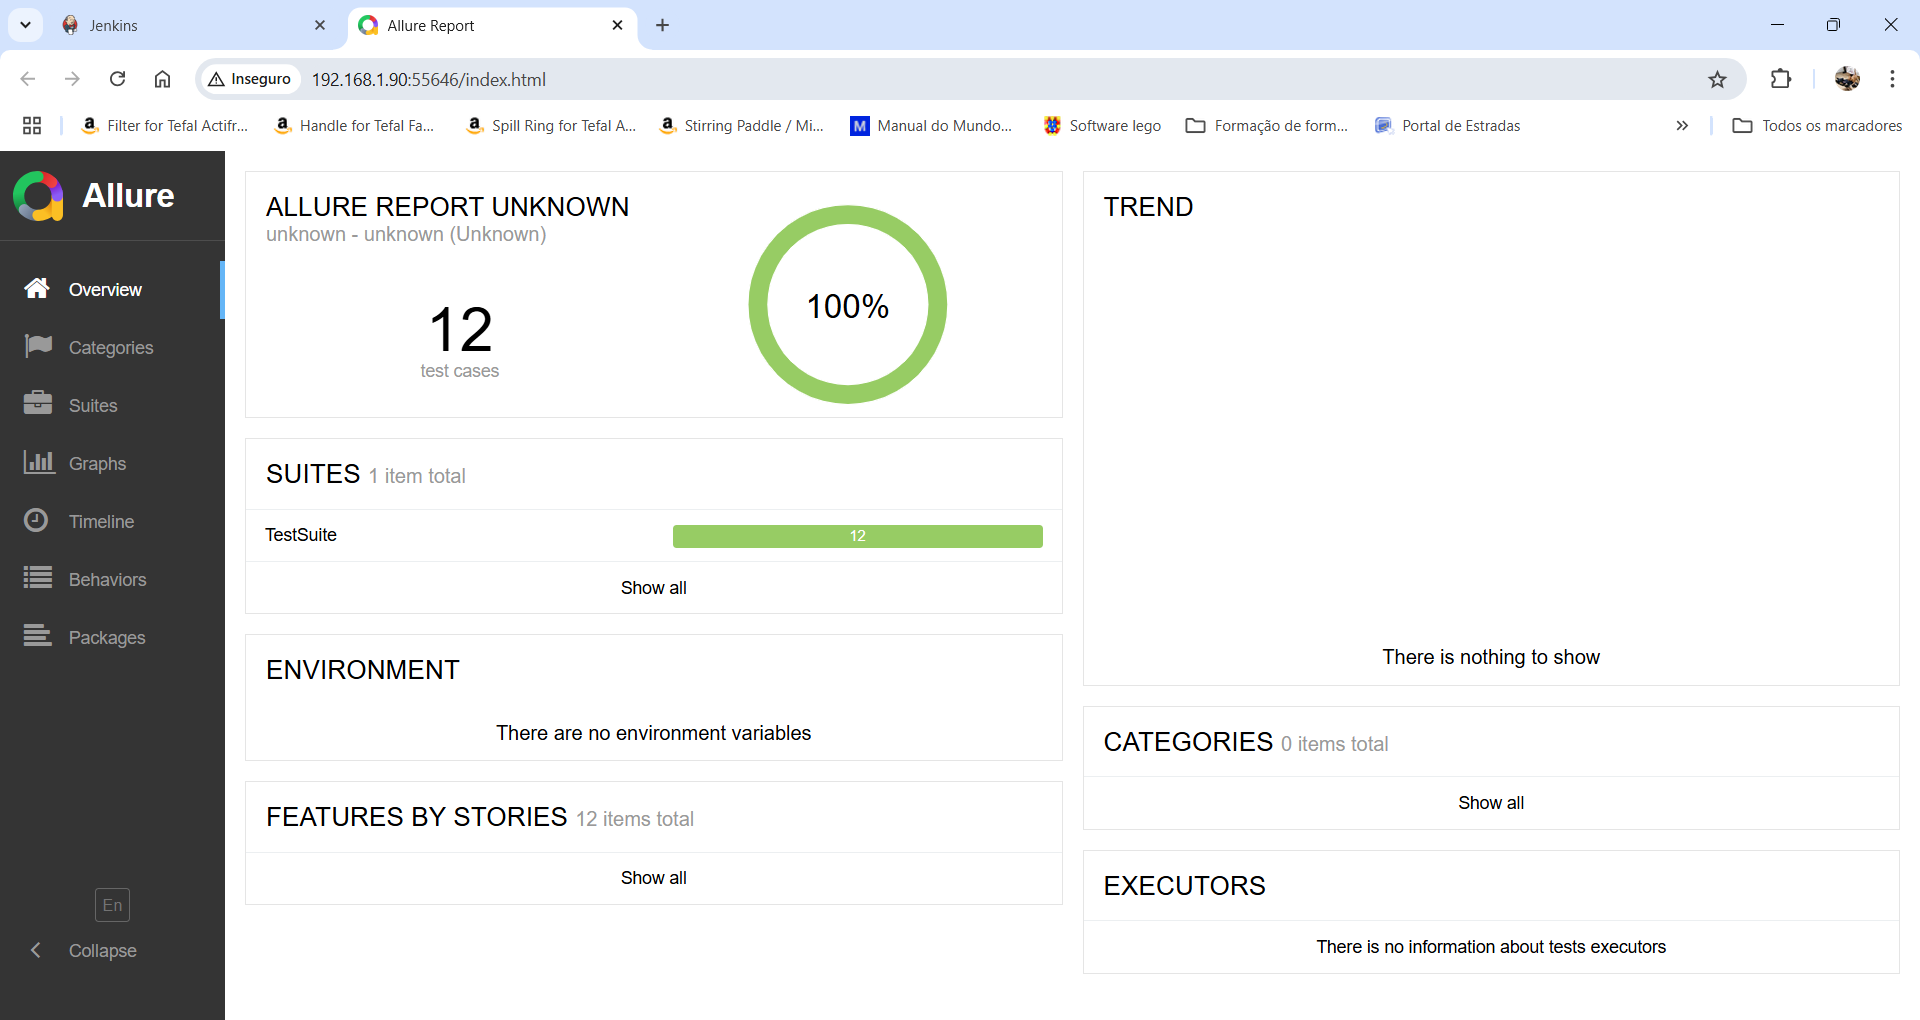 Jenkins
Allure Report
Inseguro
192.168.1.90:55646/index.html
Filter for Tefal Actifr...
Handle for Tefal Fa...
Spill Ring for Tefal A...
Stirring Paddle / Mi...
M
Manual do Mundo...
Software lego
Formação de form...
Portal de Estradas
Todos os marcadores
Allure
Overview
Categories
Suites
Graphs
Timeline
Behaviors
Packages
En
Collapse
ALLURE REPORT UNKNOWN
unknown - unknown (Unknown)
12
test cases
100%
SUITES 1 item total
TestSuite
12
Show all
ENVIRONMENT
There are no environment variables
FEATURES BY STORIES 12 items total
Show all
TREND
There is nothing to show
CATEGORIES 0 items total
Show all
EXECUTORS
There is no information about tests executors